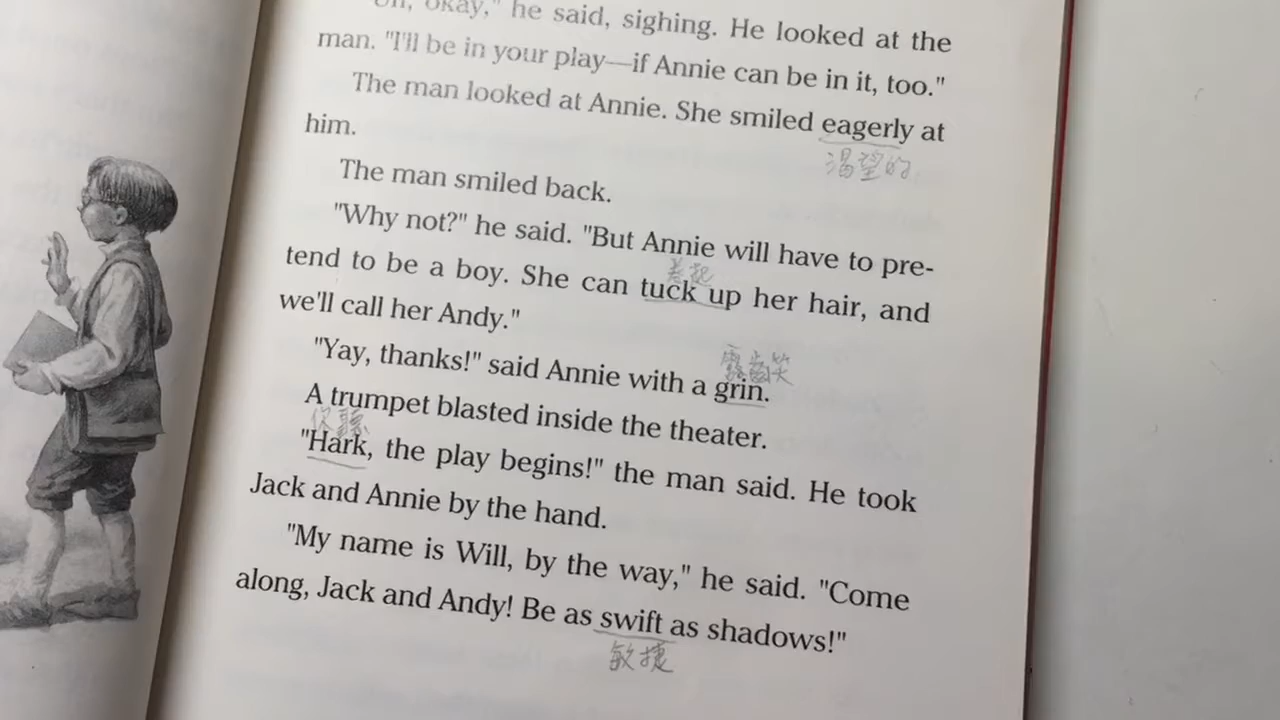 "Oh, okay," he said, sighing. He looked at the
man. "I'll be in your play—if Annie can be in it, too."
The man looked at Annie. She smiled eagerly at
渴望的
him.
The man smiled back.
"Why not?" he said. "But Annie will have to pre-
卷起
tend to be a boy. She can tuck up her hair, and
we'll call her Andy."
露齒笑
"Yay, thanks!" said Annie with a grin.
A trumpet blasted inside the theater.
你聽
"Hark, the play begins!" the man said. He took
Jack and Annie by the hand.
"My name is Will, by the way," he said. "Come
along, Jack and Andy! Be as swift as shadows!"
敏捷